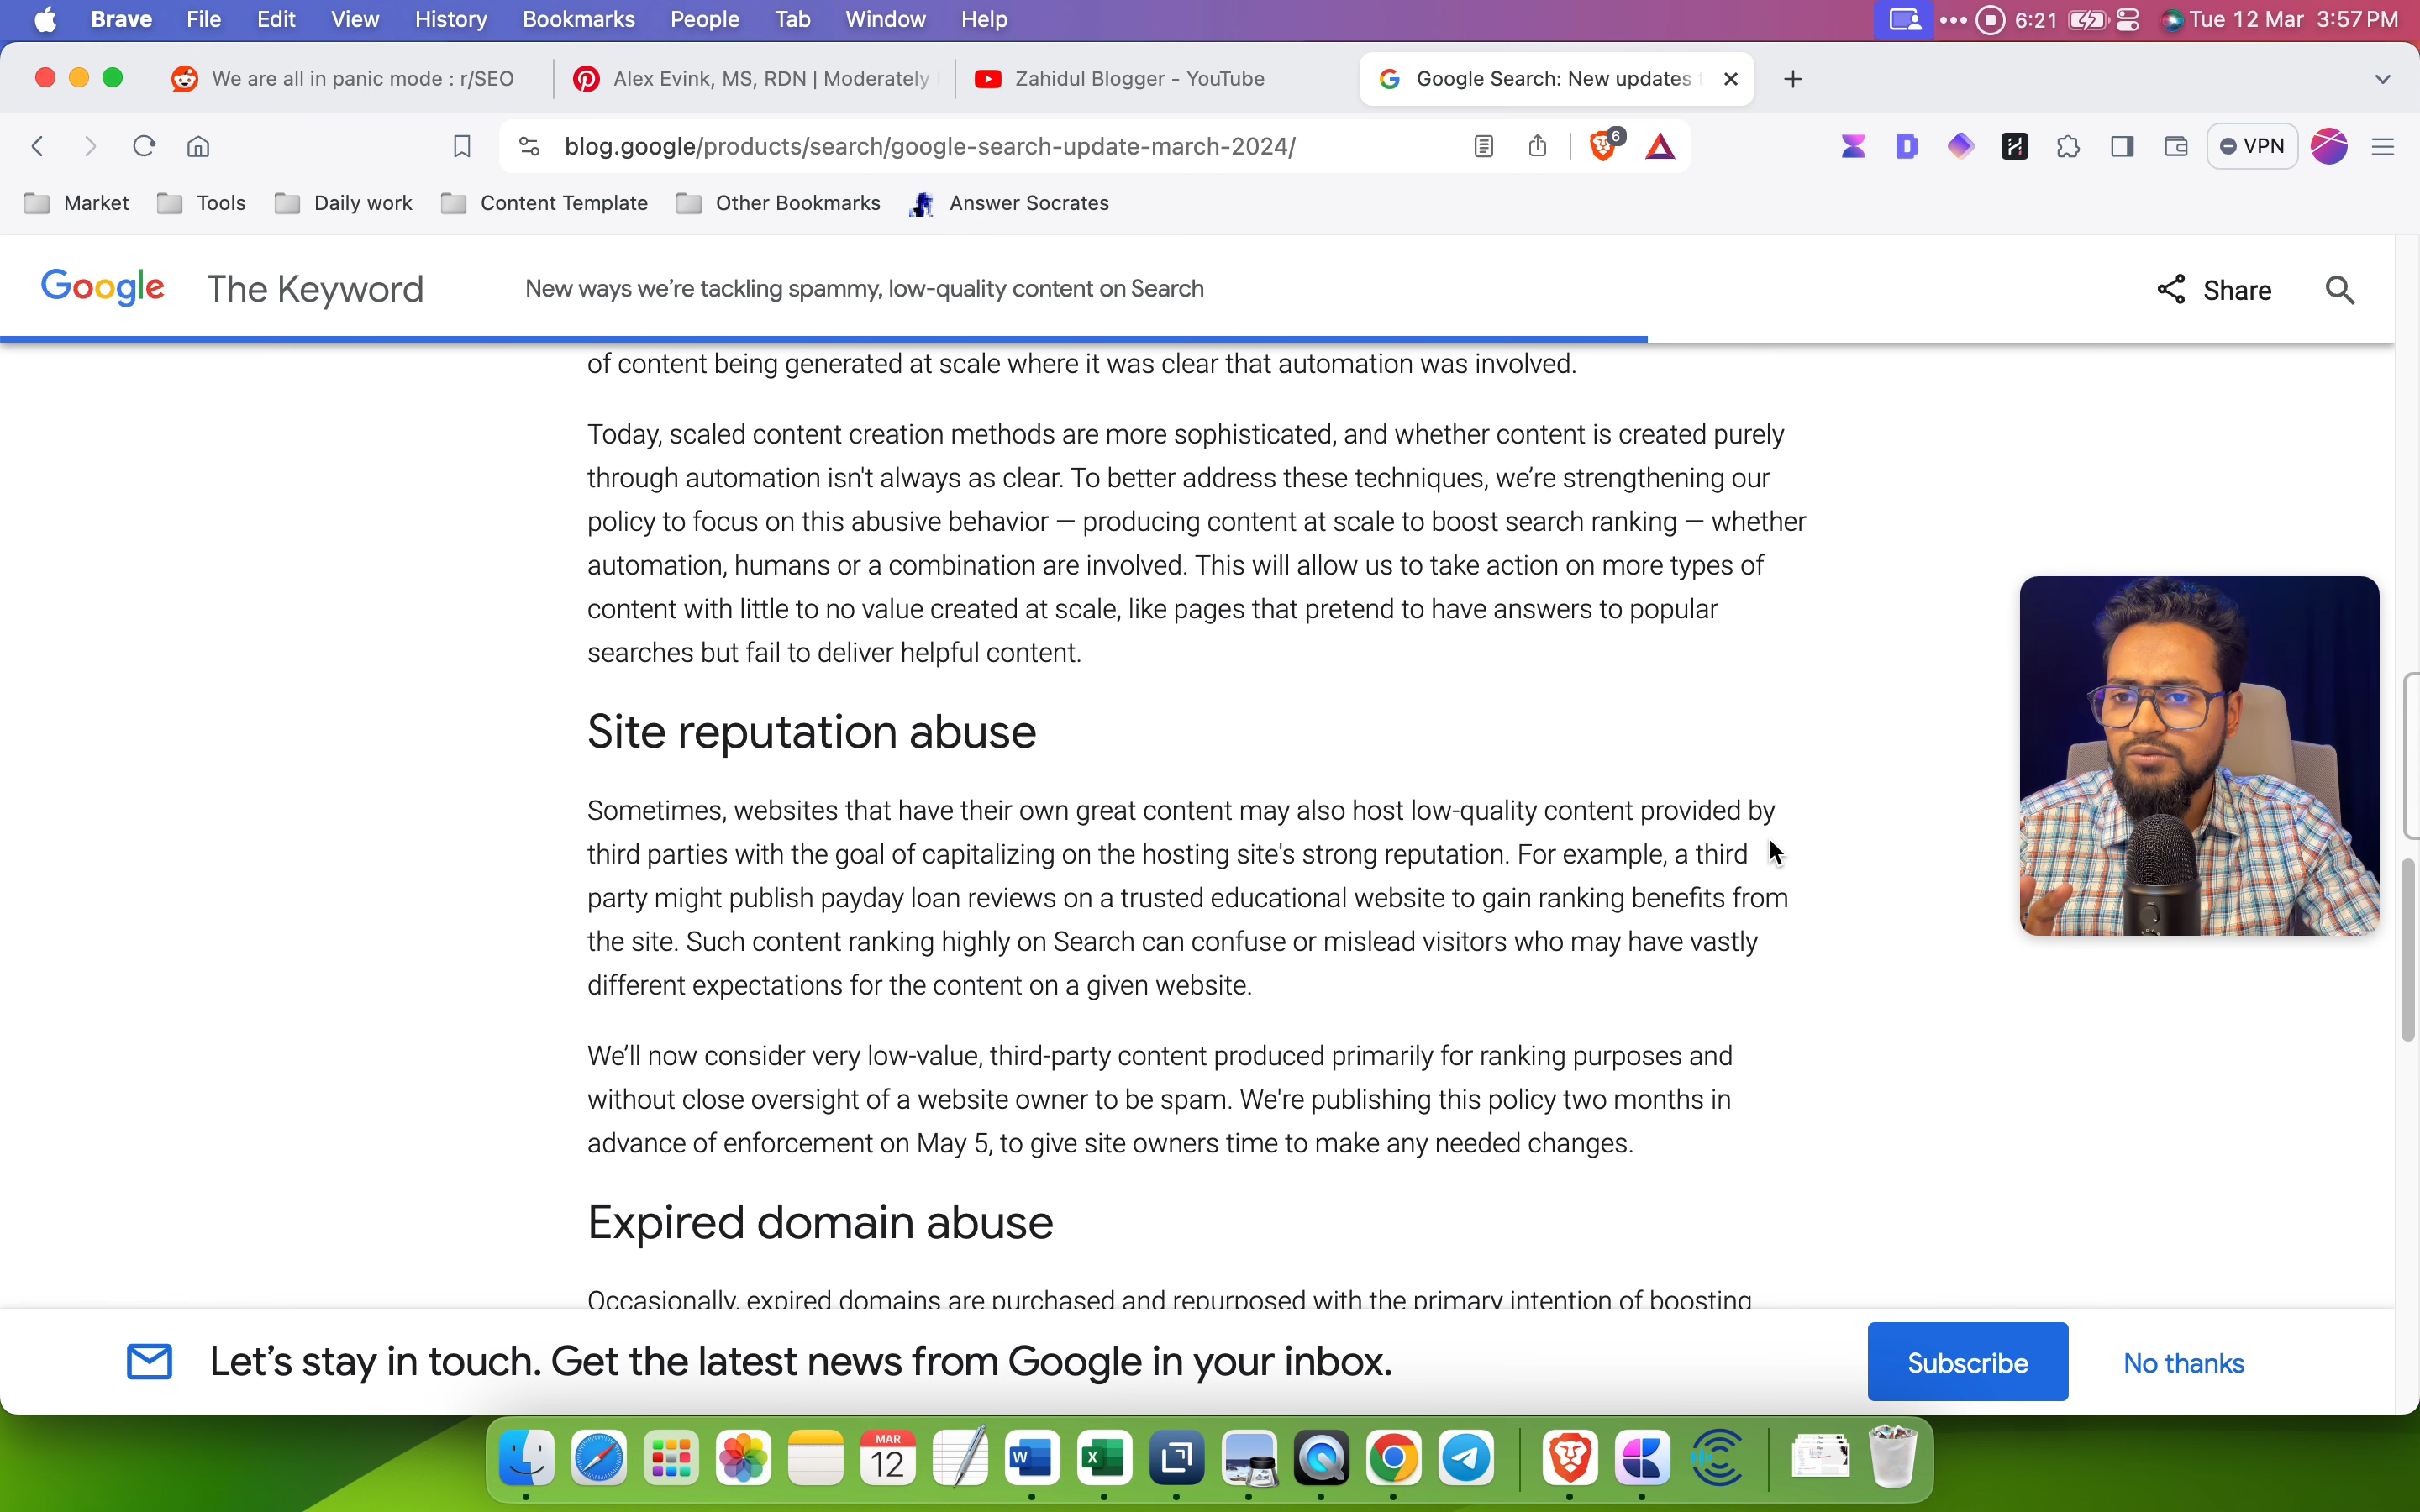 Brave File Edit View History Bookmarks People Tab Window Help 6:21 Tue 12 Mar 3:57 PM
We are all in panic mode : r/SEO Alex Evink, MS, RDN | Moderately Zahidul Blogger - YouTube Google Search: New updates
blog.google/products/search/google-search-update-march-2024/ 6 VPN
Market Tools Daily work Content Template Other Bookmarks Answer Socrates
Google The Keyword New ways we’re tackling spammy, low-quality content on Search Share
of content being generated at scale where it was clear that automation was involved.
Today, scaled content creation methods are more sophisticated, and whether content is created purely
through automation isn't always as clear. To better address these techniques, we’re strengthening our
policy to focus on this abusive behavior — producing content at scale to boost search ranking — whether
automation, humans or a combination are involved. This will allow us to take action on more types of
content with little to no value created at scale, like pages that pretend to have answers to popular
searches but fail to deliver helpful content.
Site reputation abuse
Sometimes, websites that have their own great content may also host low-quality content provided by
third parties with the goal of capitalizing on the hosting site's strong reputation. For example, a third
party might publish payday loan reviews on a trusted educational website to gain ranking benefits from
the site. Such content ranking highly on Search can confuse or mislead visitors who may have vastly
different expectations for the content on a given website.
We’ll now consider very low-value, third-party content produced primarily for ranking purposes and
without close oversight of a website owner to be spam. We're publishing this policy two months in
advance of enforcement on May 5, to give site owners time to make any needed changes.
Expired domain abuse
Occasionally, expired domains are purchased and repurposed with the primary intention of boosting
Let’s stay in touch. Get the latest news from Google in your inbox. Subscribe No thanks
MAR
12